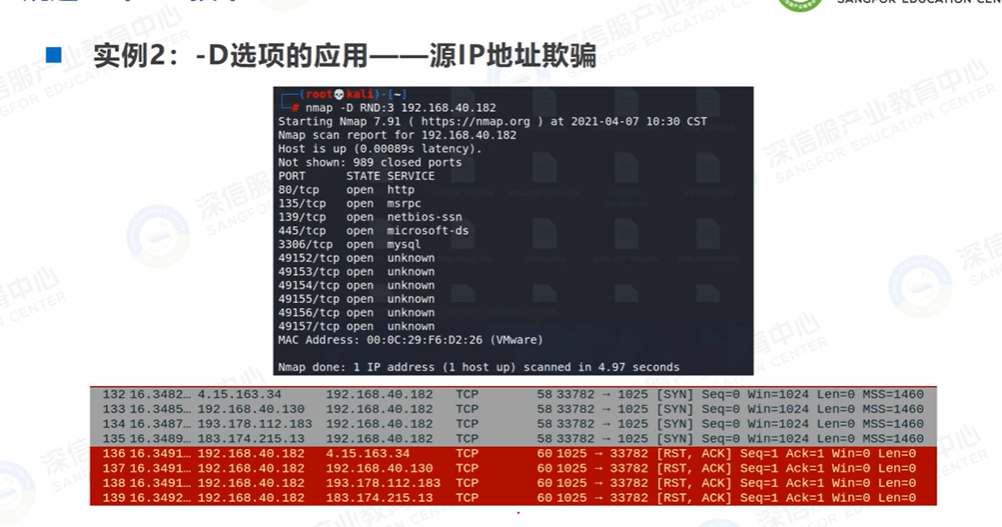 SANGFOR EDUCATION CEN
实例2：-D选项的应用——源IP地址欺骗
┌──(root💀kali)-[~]
└─# nmap -D RND:3 192.168.40.182
Starting Nmap 7.91 ( https://nmap.org ) at 2021-04-07 10:30 CST
Nmap scan report for 192.168.40.182
Host is up (0.00089s latency).
Not shown: 989 closed ports
PORT      STATE SERVICE
80/tcp    open  http
135/tcp   open  msrpc
139/tcp   open  netbios-ssn
445/tcp   open  microsoft-ds
3306/tcp  open  mysql
49152/tcp open  unknown
49153/tcp open  unknown
49154/tcp open  unknown
49155/tcp open  unknown
49156/tcp open  unknown
49157/tcp open  unknown
MAC Address: 00:0C:29:F6:D2:26 (VMware)
Nmap done: 1 IP address (1 host up) scanned in 4.97 seconds
132 16.3482… 4.15.163.34 192.168.40.182 TCP 58 33782 → 1025 [SYN] Seq=0 Win=1024 Len=0 MSS=1460
133 16.3485… 192.168.40.130 192.168.40.182 TCP 58 33782 → 1025 [SYN] Seq=0 Win=1024 Len=0 MSS=1460
134 16.3487… 193.178.112.183 192.168.40.182 TCP 58 33782 → 1025 [SYN] Seq=0 Win=1024 Len=0 MSS=1460
135 16.3489… 183.174.215.13 192.168.40.182 TCP 58 33782 → 1025 [SYN] Seq=0 Win=1024 Len=0 MSS=1460
136 16.3491… 192.168.40.182 4.15.163.34 TCP 60 1025 → 33782 [RST, ACK] Seq=1 Ack=1 Win=0 Len=0
137 16.3491… 192.168.40.182 192.168.40.130 TCP 60 1025 → 33782 [RST, ACK] Seq=1 Ack=1 Win=0 Len=0
138 16.3491… 192.168.40.182 193.178.112.183 TCP 60 1025 → 33782 [RST, ACK] Seq=1 Ack=1 Win=0 Len=0
139 16.3492… 192.168.40.182 183.174.215.13 TCP 60 1025 → 33782 [RST, ACK] Seq=1 Ack=1 Win=0 Len=0
深信服产业教育中心
SANGFOR EDUCATION CENTER